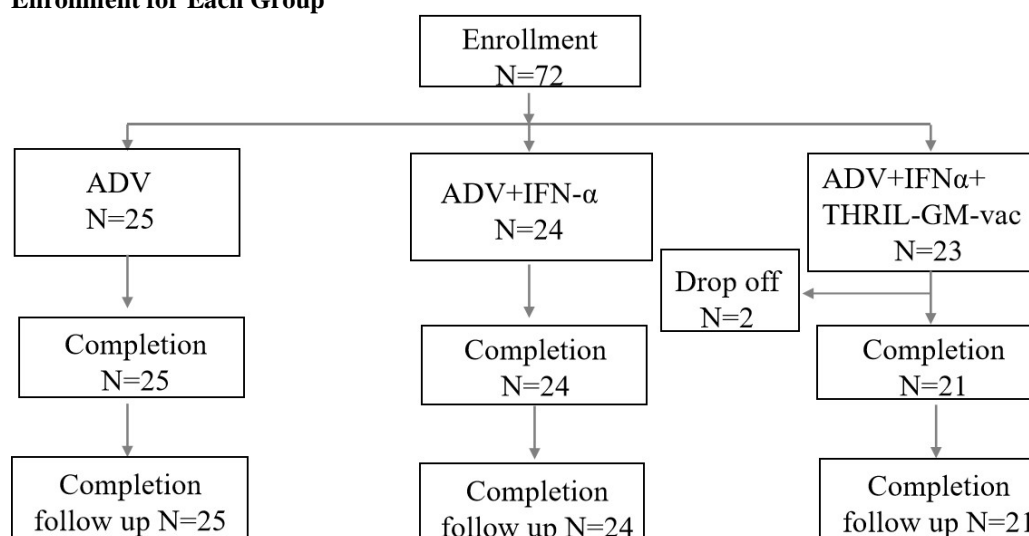 Enrollment for Each Group
Enrollment
N=72
ADV
N=25
ADV+IFN-α
N=24
ADV+IFNα+
THRIL-GM-vac
N=23
Drop off
N=2
Completion
N=25
Completion
N=24
Completion
N=21
Completion
follow up N=25
Completion
follow up N=24
Completion
follow up N=21